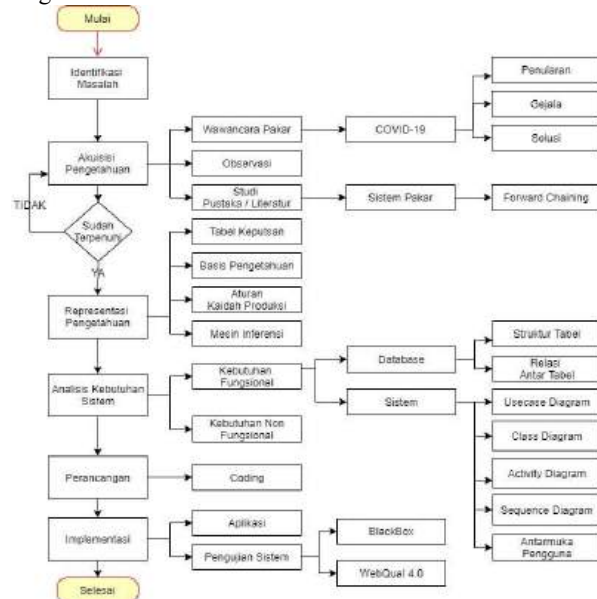 Mulai
Identifikasi
Masalah
Penularan
Wawancara Pakar
COVID-19
Gejala
Akuisisi
Pengetahuan
Observasi
Solusi
Studi
Pustaka / Literatur
Sistem Pakar
Forward Chaining
TIDAK
Sudah
Terpenuhi
Tabel Keputsan
YA
Basis Pengetahuan
Representasi
Pengetahuan
Aturan
Kaidah Produksi
Mesin Inferensi
Struktur Tabel
Kebutuhan
Fungsional
Database
Relasi
Antar Tabel
Analisis Kebutuhan
Sistem
Sistem
Usecase Diagram
Kebutuhan Non
Fungsional
Class Diagram
Perancangan
Coding
Activity Diagram
Sequence Diagram
Aplikasi
Implementasi
BlackBox
Antarmuka
Pengguna
Pengujian Sistem
WebQual 4.0
Selesai